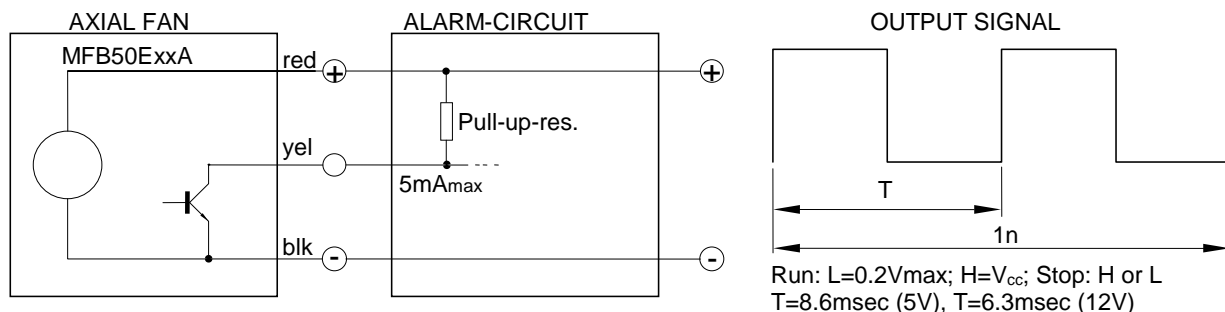 AXIAL FAN
MFB50ExxA
red
+
yel
blk
-
ALARM-CIRCUIT
Pull-up-res.
5mAmax
+
-
OUTPUT SIGNAL
T
1n
Run: L=0.2Vmax; H=Vcc; Stop: H or L
T=8.6msec (5V), T=6.3msec (12V)